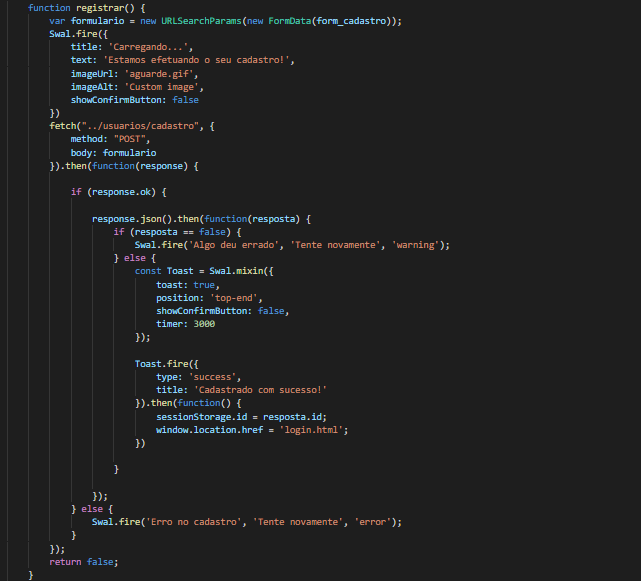 function registrar() {
var formulario = new URLSearchParams(new FormData(form_cadastro));
Swal.fire({
title: 'Carregando...',
text: 'Estamos efetuando o seu cadastro!',
imageUrl: 'aguarde.gif',
imageAlt: 'Custom image',
showConfirmButton: false
})
fetch("../usuarios/cadastro", {
method: "POST",
body: formulario
}).then(function(response) {
if (response.ok) {
response.json().then(function(resposta) {
if (resposta == false) {
Swal.fire('Algo deu errado', 'Tente novamente', 'warning');
} else {
const Toast = Swal.mixin({
toast: true,
position: 'top-end',
showConfirmButton: false,
timer: 3000
});
Toast.fire({
type: 'success',
title: 'Cadastrado com sucesso!'
}).then(function() {
sessionStorage.id = resposta.id;
window.location.href = 'login.html';
})
}
});
} else {
Swal.fire('Erro no cadastro', 'Tente novamente', 'error');
}
});
return false;
}